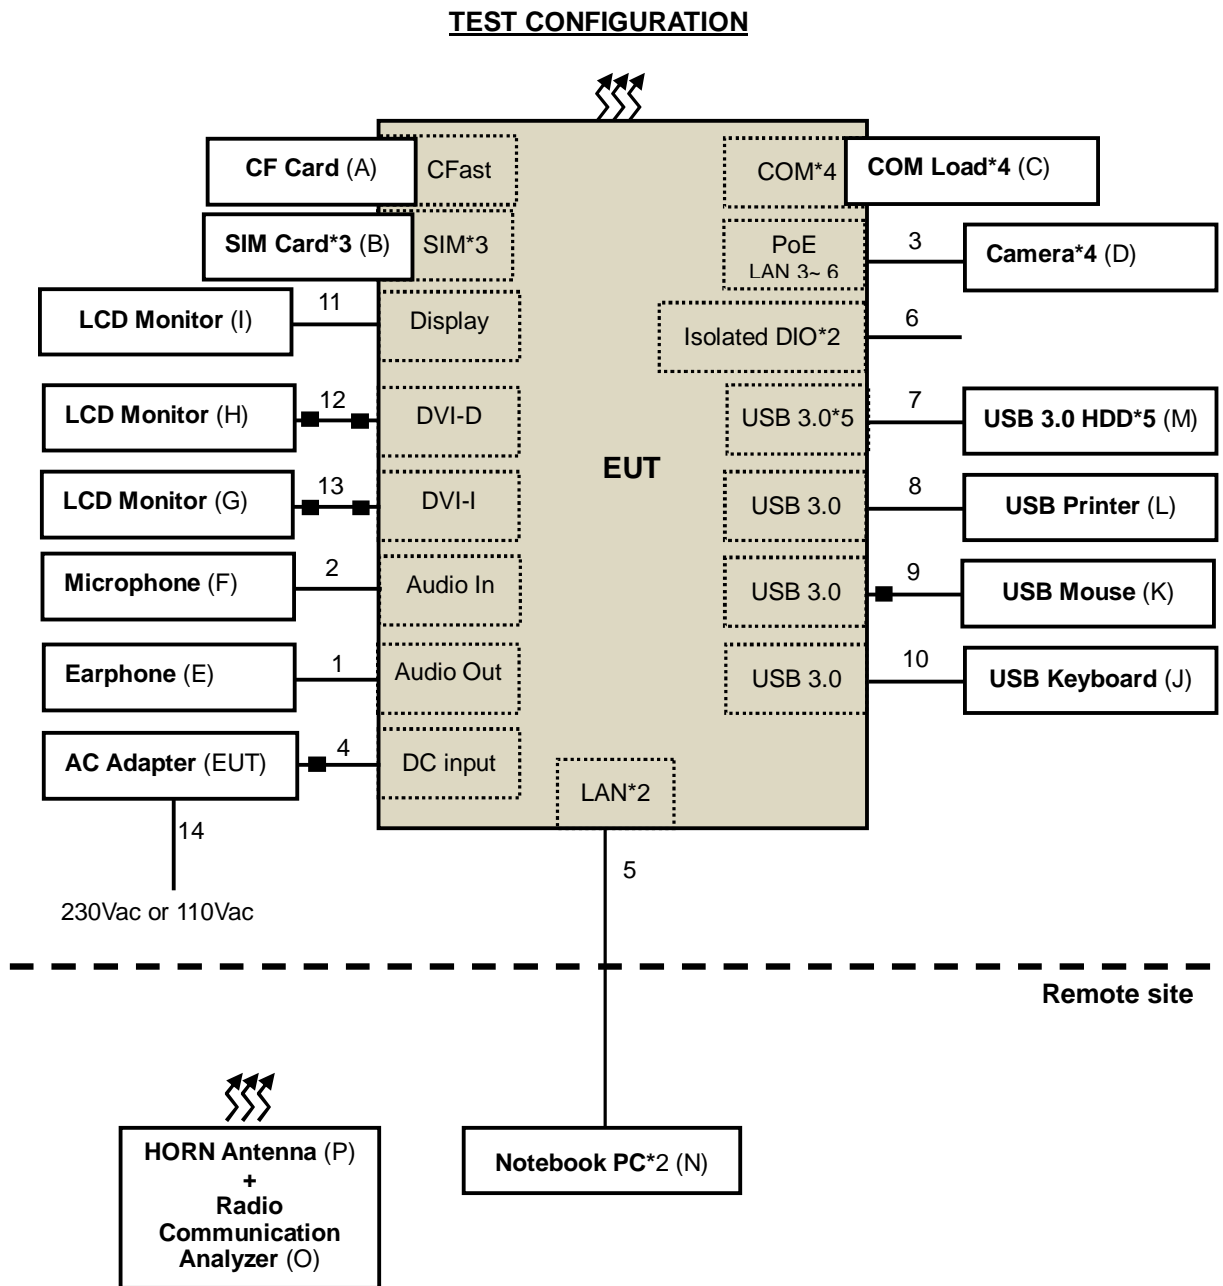 TEST CONFIGURATION
CF Card (A)
CFast
COM*4
COM Load*4 (C)
SIM Card*3 (B)
SIM*3
PoE
LAN 3~ 6
3
Camera*4 (D)
LCD Monitor (I)
11
Display
Isolated DIO*2
6
LCD Monitor (H)
12
DVI-D
USB 3.0*5
7
USB 3.0 HDD*5 (M)
EUT
LCD Monitor (G)
13
DVI-I
USB 3.0
8
USB Printer (L)
Microphone (F)
2
Audio In
USB 3.0
9
USB Mouse (K)
Earphone (E)
1
Audio Out
USB 3.0
10
USB Keyboard (J)
AC Adapter (EUT)
4
DC input
LAN*2
14
5
230Vac or 110Vac
Remote site
HORN Antenna (P)
+
Radio
Communication
Analyzer (O)
Notebook PC*2 (N)